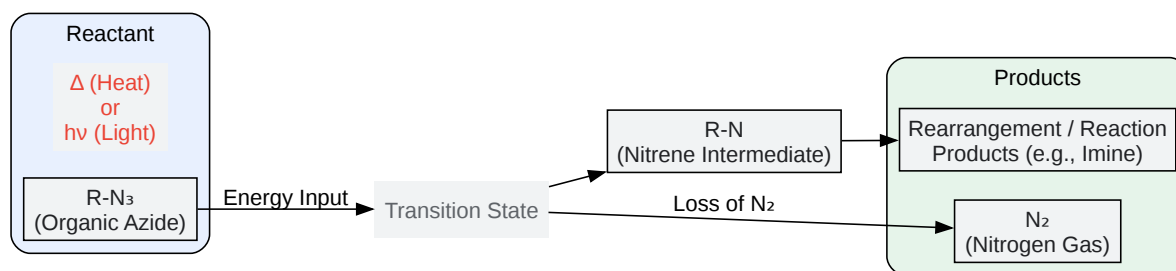 Reactant
Δ (Heat)
or
hν (Light)
R-N₃
(Organic Azide)
Energy Input
Transition State
R-N
(Nitrene Intermediate)
Loss of N₂
Products
Rearrangement / Reaction
Products (e.g., Imine)
N₂
(Nitrogen Gas)